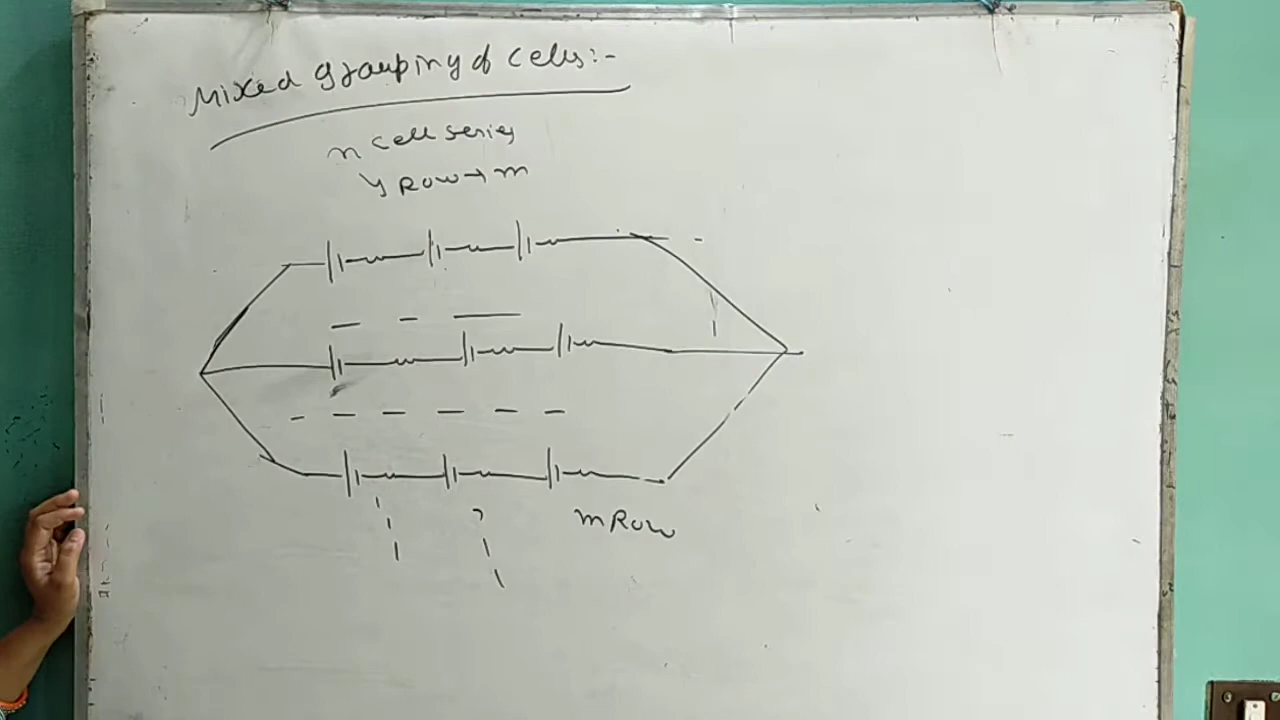 Mixed grouping of cells:-
n cell series
Row → m
m Row